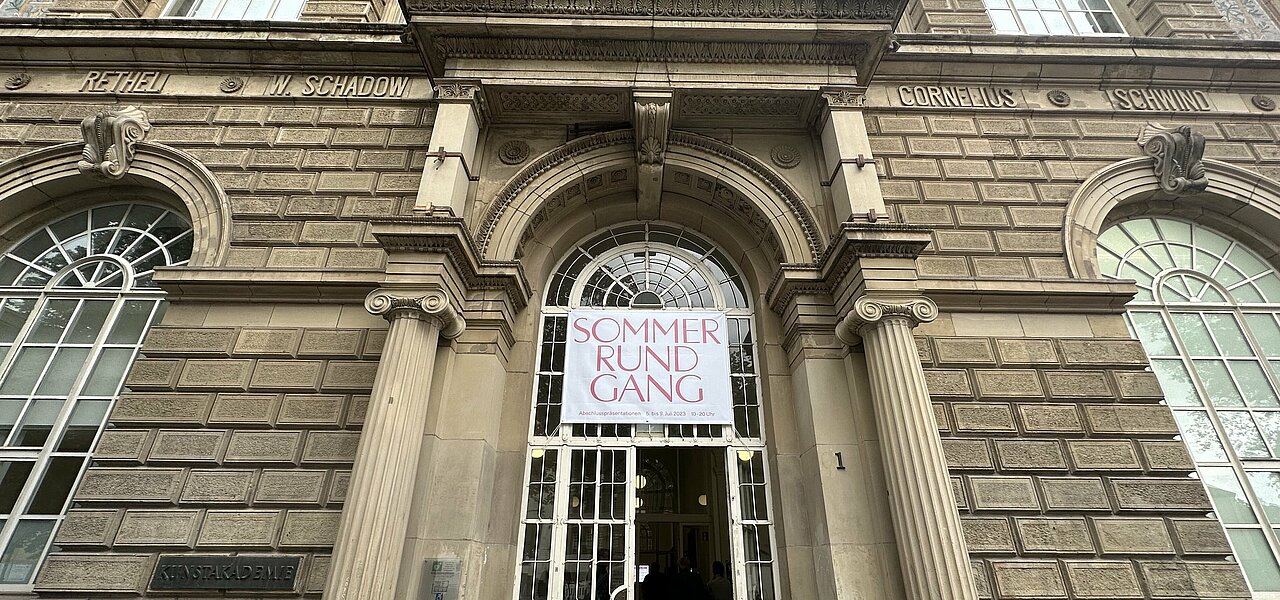 RETHEL W. SCHADOW CORNELIUS SCHWIND
SOMMER
RUND
GANG
Abschlusspräsentationen 5. bis 9. Juli 2023 10–20 Uhr
1
KUNSTAKADEMIE